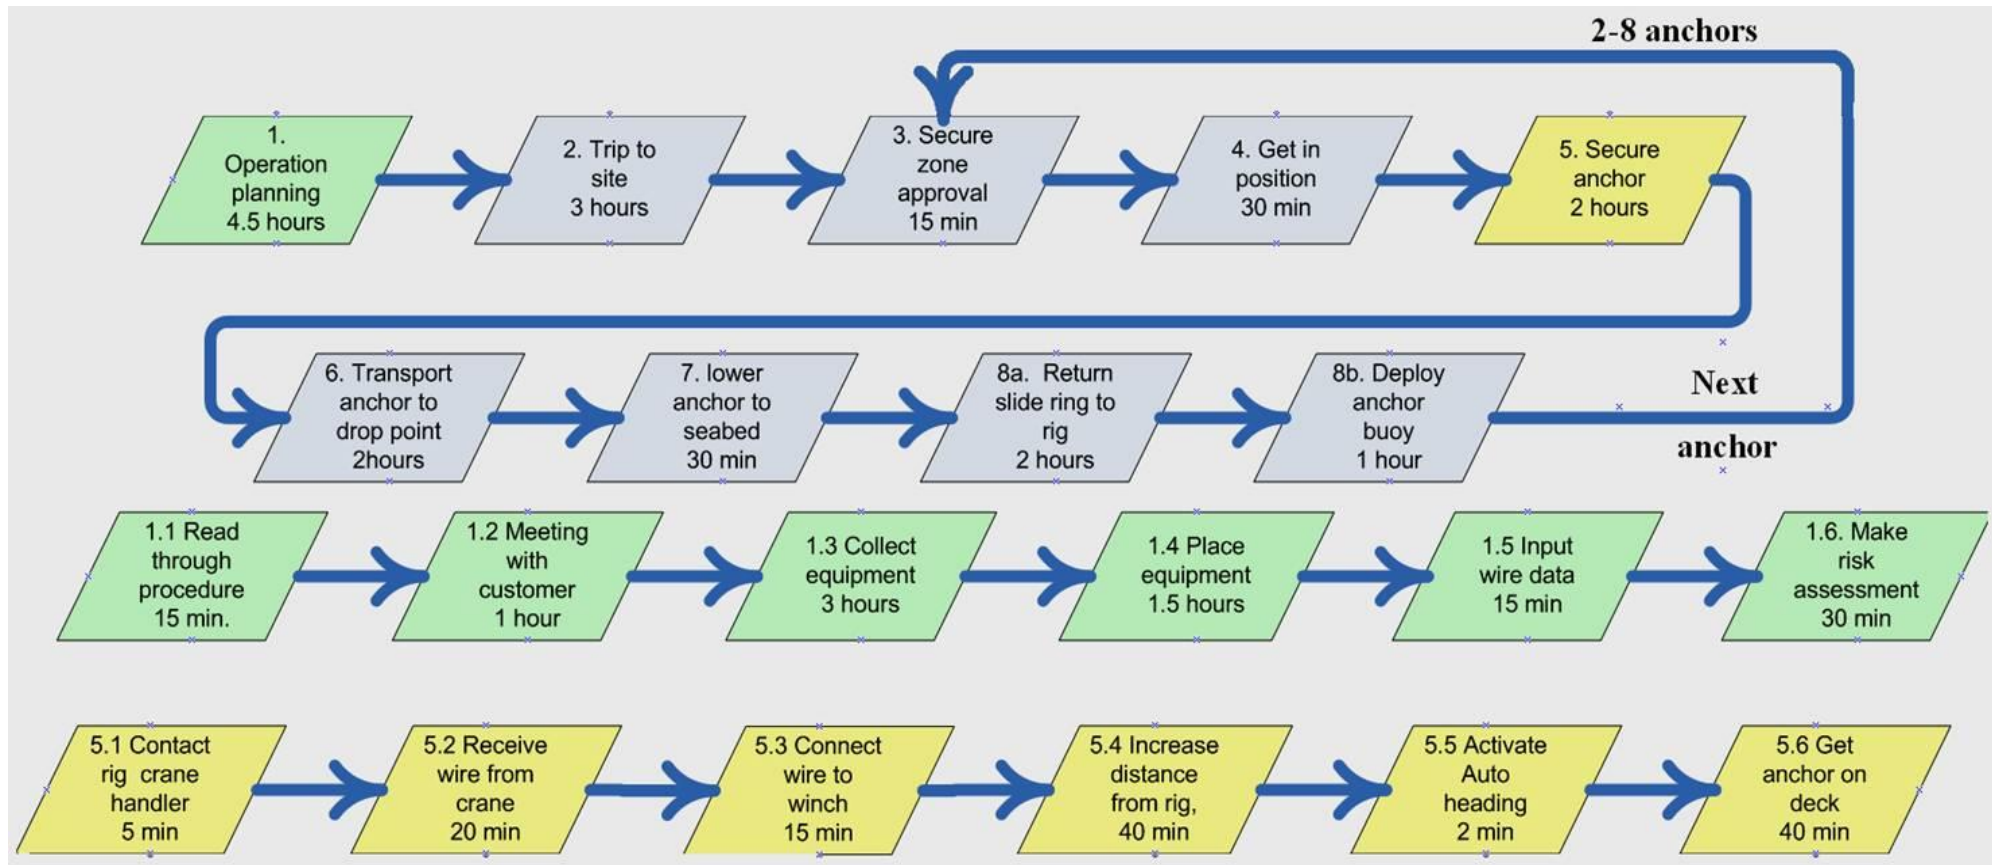 2-8 anchors
1.
Operation
planning
4.5 hours
2. Trip to
site
3 hours
3. Secure
zone
approval
15 min
4. Get in
position
30 min
5. Secure
anchor
2 hours
6. Transport
anchor to
drop point
2hours
7. lower
anchor to
seabed
30 min
8a. Return
slide ring to
rig
2 hours
8b. Deploy
anchor
buoy
1 hour
Next
anchor
1.1 Read
through
procedure
15 min.
1.2 Meeting
with
customer
1 hour
1.3 Collect
equipment
3 hours
1.4 Place
equipment
1.5 hours
1.5 Input
wire data
15 min
1.6. Make
risk
assessment
30 min
5.1 Contact
rig crane
handler
5 min
5.2 Receive
wire from
crane
20 min
5.3 Connect
wire to
winch
15 min
5.4 Increase
distance
from rig,
40 min
5.5 Activate
Auto
heading
2 min
5.6 Get
anchor on
deck
40 min